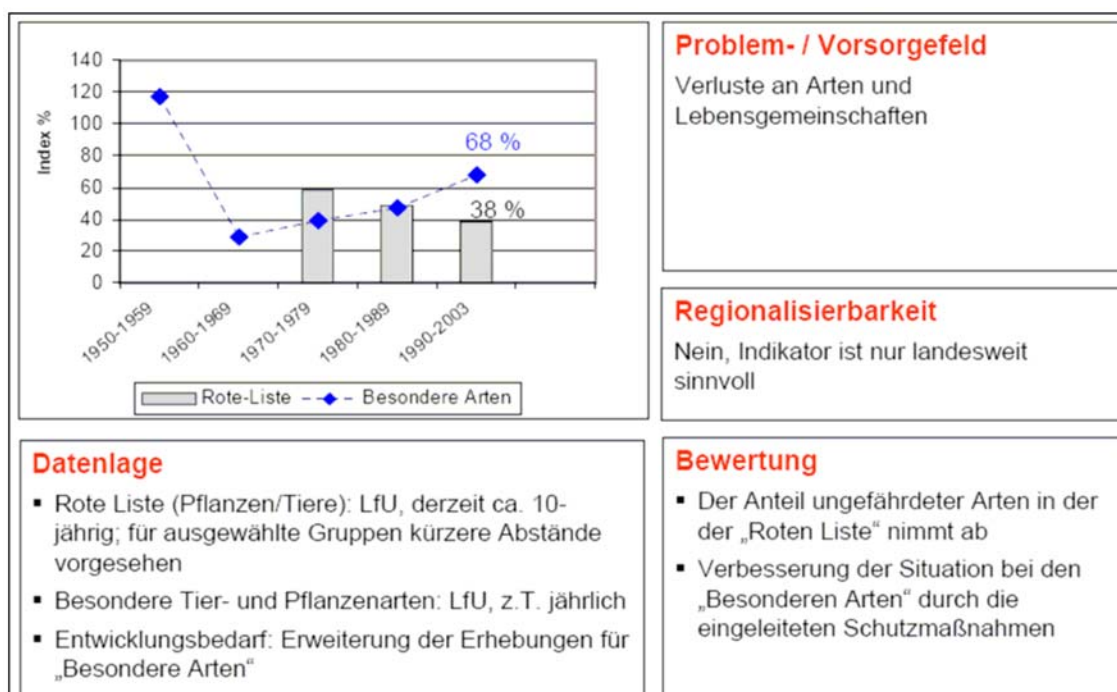 140
120
100
80
60
40
20
0
Index %
68 %
38 %
1950-1959
1960-1969
1970-1979
1980-1989
1990-2003
Rote-Liste
Besondere Arten
Problem- / Vorsorgefeld
Verluste an Arten und
Lebensgemeinschaften
Regionalisierbarkeit
Nein, Indikator ist nur landesweit
sinnvoll
Datenlage
▪ Rote Liste (Pflanzen/Tiere): LfU, derzeit ca. 10-
jährig; für ausgewählte Gruppen kürzere Abstände
vorgesehen
▪ Besondere Tier- und Pflanzenarten: LfU, z.T. jährlich
▪ Entwicklungsbedarf: Erweiterung der Erhebungen für
„Besondere Arten“
Bewertung
▪ Der Anteil ungefährdeter Arten in der
der „Roten Liste“ nimmt ab
▪ Verbesserung der Situation bei den
„Besonderen Arten“ durch die
eingeleiteten Schutzmaßnahmen